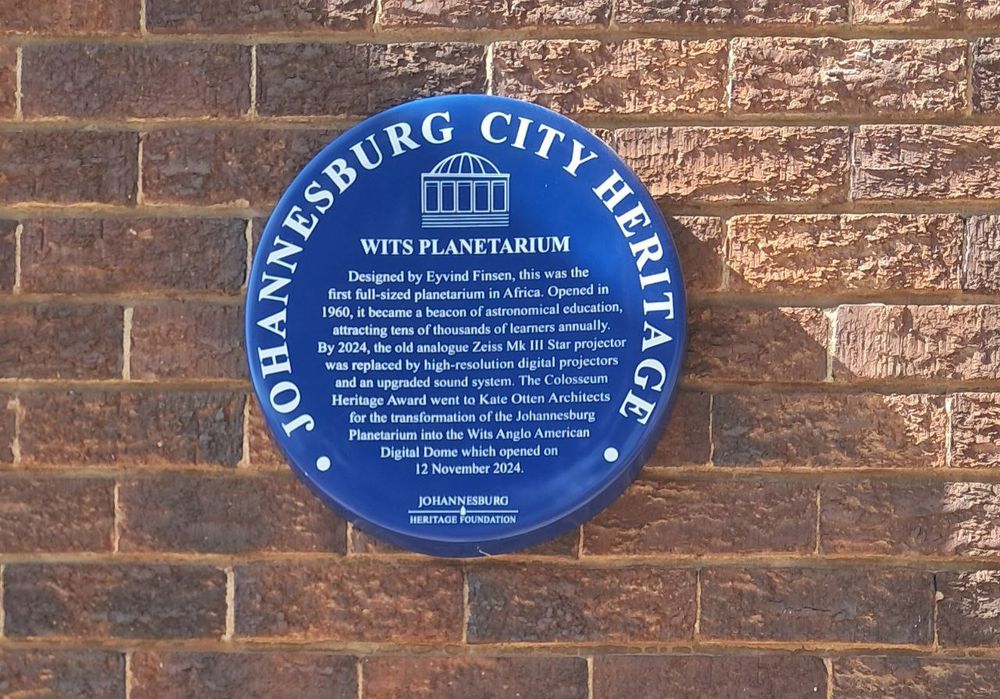 JOHANNESBURG CITY HERITAGE
WITS PLANETARIUM
Designed by Eyvind Finsen, this was the
first full-sized planetarium in Africa. Opened in
1960, it became a beacon of astronomical education,
attracting tens of thousands of learners annually.
By 2024, the old analogue Zeiss Mk III Star projector
was replaced by high-resolution digital projectors
and an upgraded sound system. The Colosseum
Heritage Award went to Kate Otten Architects
for the transformation of the Johannesburg
Planetarium into the Wits Anglo American
Digital Dome which opened on
12 November 2024.
JOHANNESBURG
HERITAGE FOUNDATION